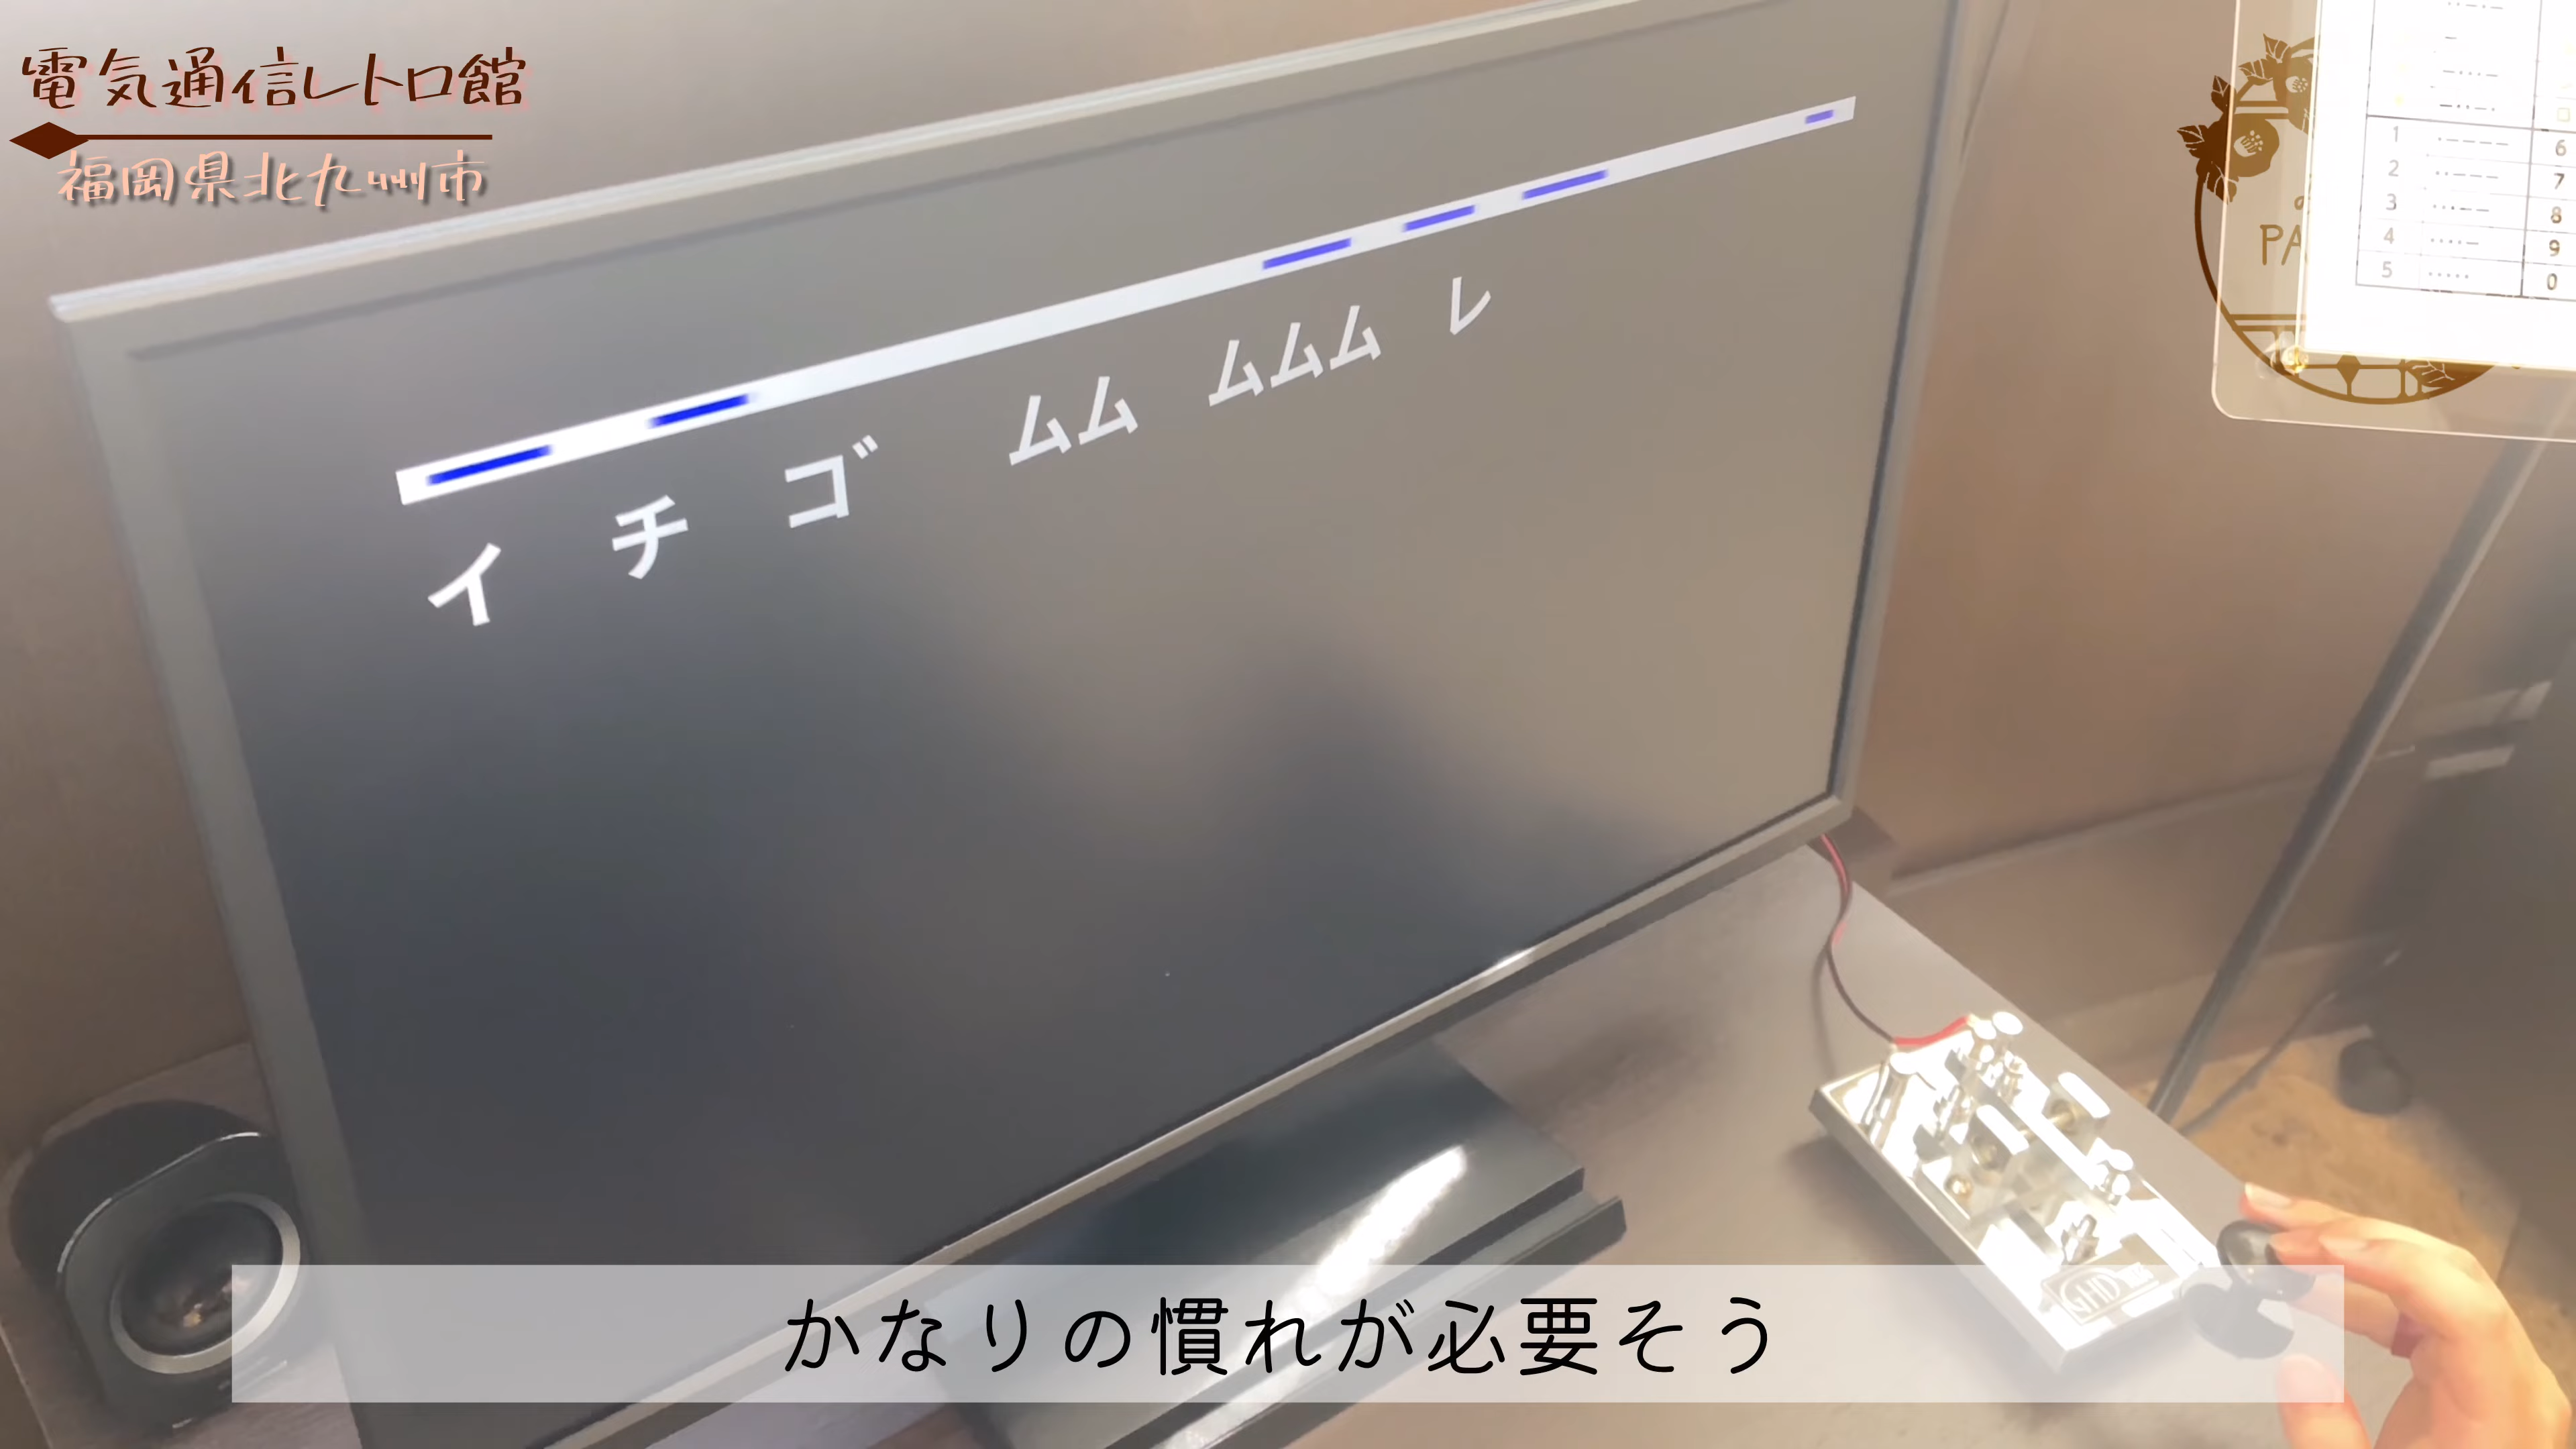 電気通信レトロ館
福岡県北九州市
イ チ ゴ ムム ムムム レ
PA
1 ・---- 6
2 ・・--- 7
3 ・・・-- 8
4 ・・・・- 9
5 ・・・・・ 0
GHD
かなりの慣れが必要そう